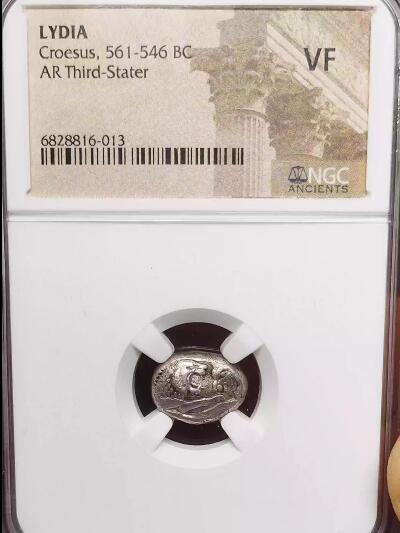 LYDIA
Croesus, 561-546 BC
AR Third-Stater
VF
6828816-013
NGC
ANCIENTS